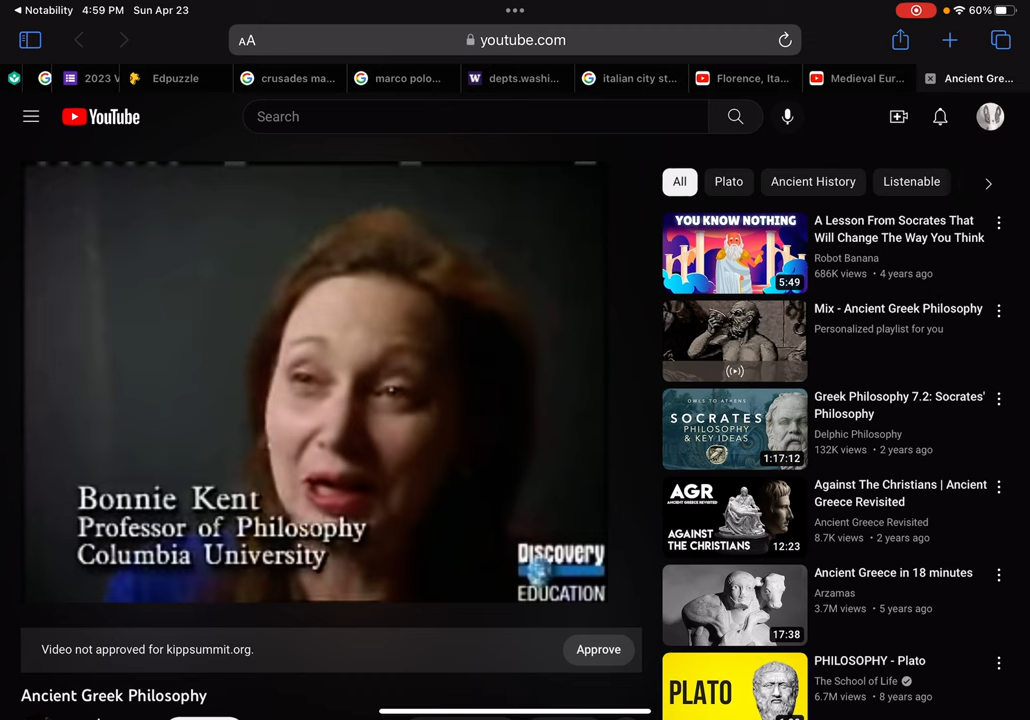 Notability 4:59 PM Sun Apr 23
60%
AA youtube.com
2023 V
Edpuzzle
crusades ma...
marco polo...
W depts.washi...
italian city st...
Florence, Ita...
Medieval Eur...
Ancient Gre...
YouTube
Search
All
Plato
Ancient History
Listenable
Bonnie Kent
Professor of Philosophy
Columbia University
Discovery
EDUCATION
Video not approved for kippsummit.org.
Approve
Ancient Greek Philosophy
YOU KNOW NOTHING
5:49
A Lesson From Socrates That
Will Change The Way You Think
Robot Banana
686K views • 4 years ago
Mix - Ancient Greek Philosophy
Personalized playlist for you
OWLS TO ATHENS
SOCRATES
PHILOSOPHY
& KEY IDEAS
1:17:12
Greek Philosophy 7.2: Socrates'
Philosophy
Delphic Philosophy
132K views • 2 years ago
AGR
ANCIENT GREECE REVISITED
AGAINST
THE CHRISTIANS
12:23
Against The Christians | Ancient
Greece Revisited
Ancient Greece Revisited
8.7K views • 2 years ago
17:38
Ancient Greece in 18 minutes
Arzamas
3.7M views • 5 years ago
PLATO
PHILOSOPHY - Plato
The School of Life
6.7M views • 8 years ago